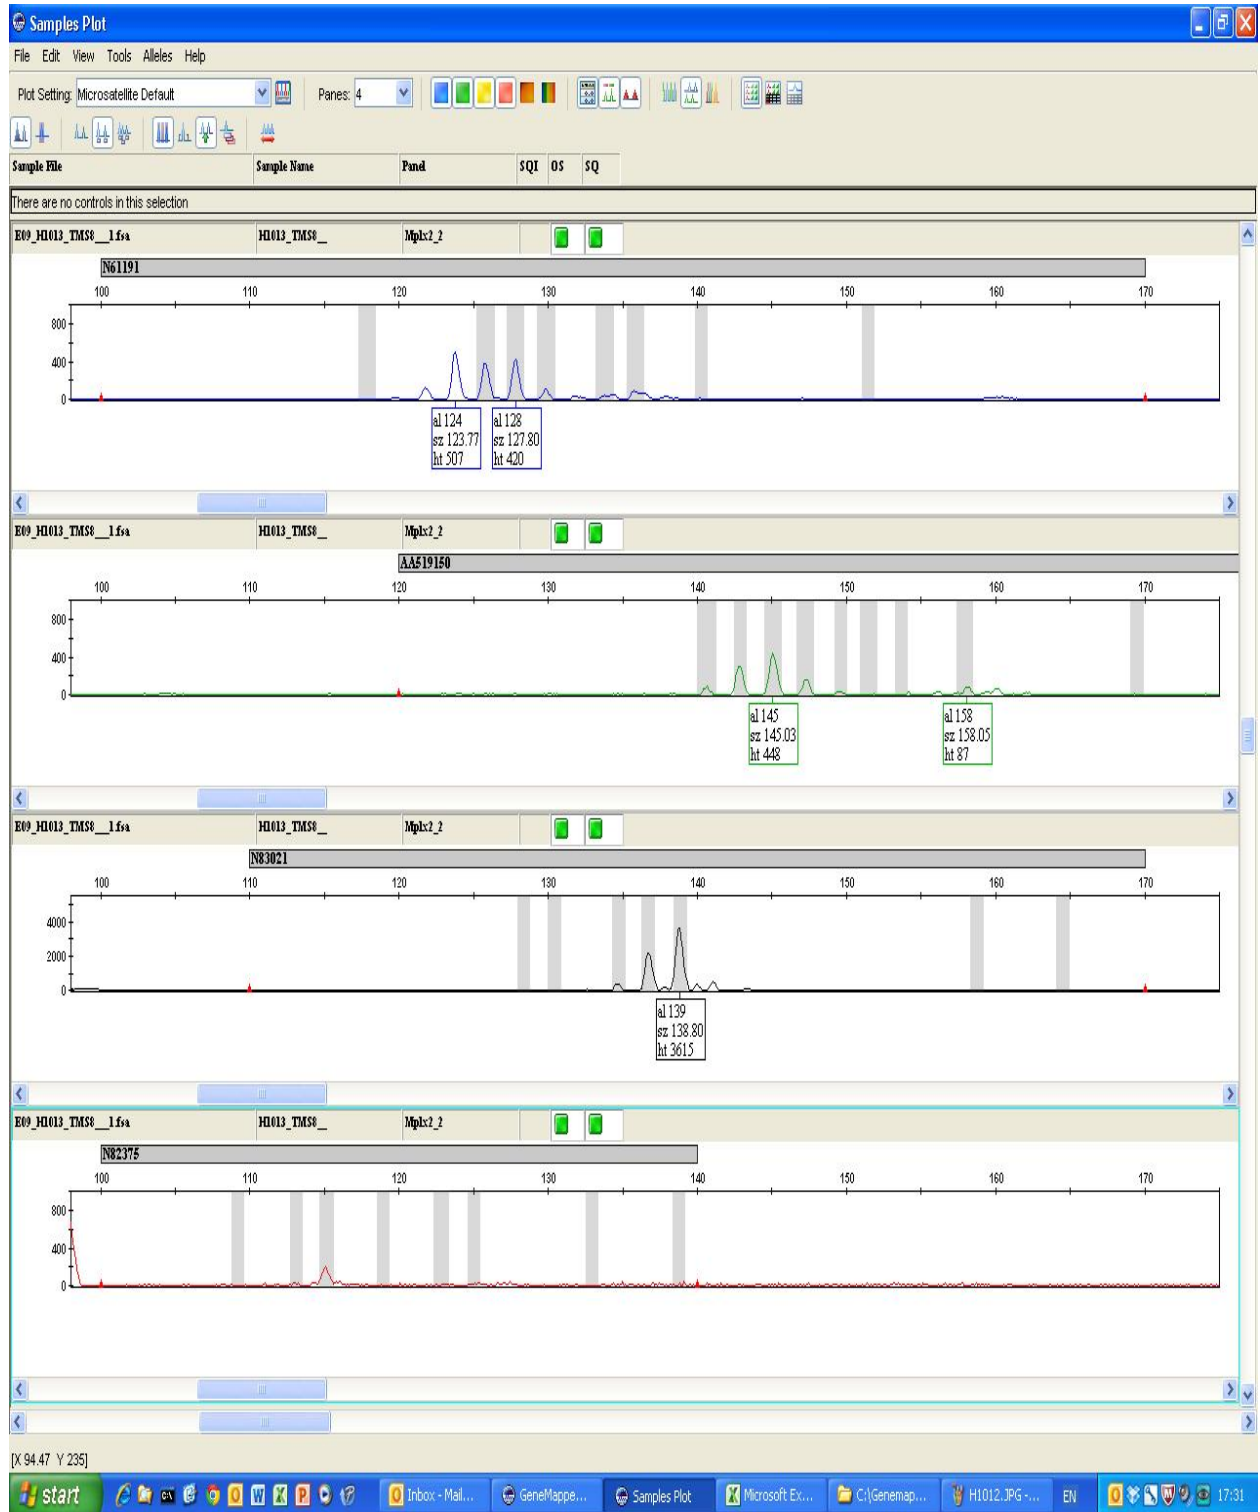 Samples Plot
File Edit View Tools Alleles Help
Plot Setting: Microsatellite Default Panes: 4
Sample File Sample Name Panel SQI OS SQ
There are no controls in this selection
E09_H1013_TMS8__1.fsa H1013_TMS8__ Mplx2_2
N61191
100 110 120 130 140 150 160 170
800
400
0
al 124 al 128
sz 123.77 sz 127.80
ht 507 ht 420
E09_H1013_TMS8__1.fsa H1013_TMS8__ Mplx2_2
AA519150
100 110 120 130 140 150 160 170
800
400
0
al 145 al 158
sz 145.03 sz 158.05
ht 448 ht 87
E09_H1013_TMS8__1.fsa H1013_TMS8__ Mplx2_2
N83021
100 110 120 130 140 150 160 170
4000
2000
0
al 139
sz 138.80
ht 3615
E09_H1013_TMS8__1.fsa H1013_TMS8__ Mplx2_2
N82375
100 110 120 130 140 150 160 170
800
400
0
[X 94.47 Y 235]
start Inbox - Mail... GeneMappe... Samples Plot Microsoft Ex... C:\Genemap... H1012.JPG -... EN 17:31